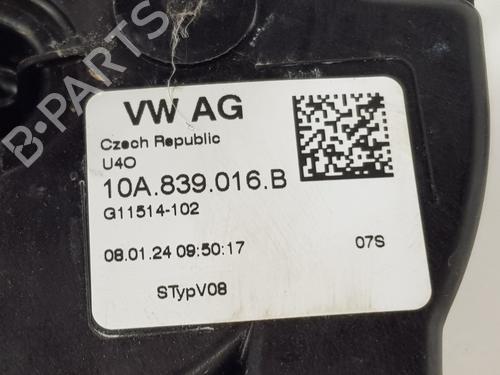 VW AG
Czech Republic
U4O
10A.839.016.B
G11514-102
08.01.24 09:50:17
07S
STypV08
B-PARTS